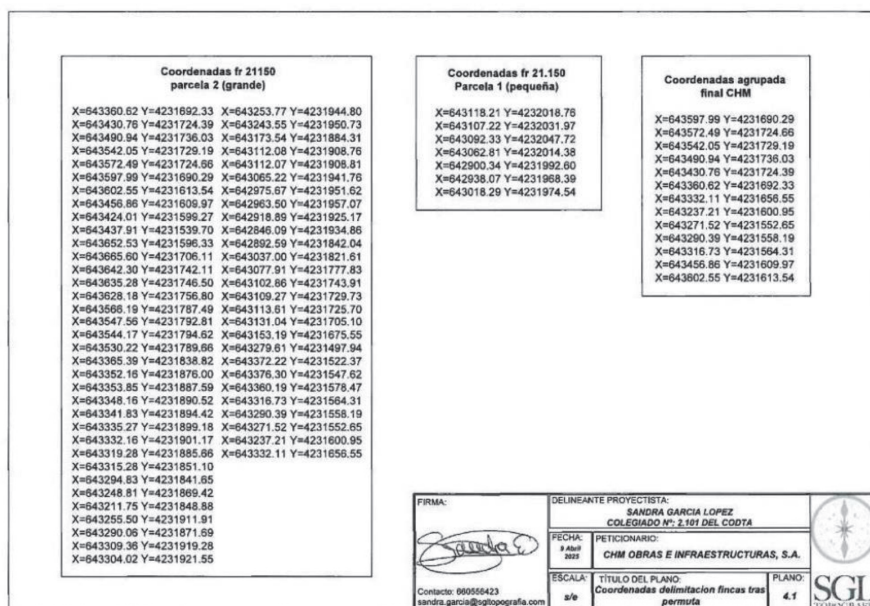 Coordenadas fr 21150
parcela 2 (grande)
X=643360.62 Y=4231692.33 X=643253.77 Y=4231944.80
X=643430.76 Y=4231724.39 X=643243.55 Y=4231950.73
X=643490.94 Y=4231736.03 X=643173.54 Y=4231884.31
X=643542.05 Y=4231729.19 X=643112.08 Y=4231908.76
X=643572.49 Y=4231724.66 X=643112.07 Y=4231908.81
X=643597.99 Y=4231690.29 X=643065.22 Y=4231941.76
X=643602.55 Y=4231613.54 X=642975.67 Y=4231951.62
X=643456.86 Y=4231609.97 X=642963.50 Y=4231957.07
X=643424.01 Y=4231599.27 X=642918.89 Y=4231925.17
X=643437.91 Y=4231539.70 X=642846.09 Y=4231934.86
X=643652.53 Y=4231596.33 X=642892.59 Y=4231842.04
X=643665.60 Y=4231706.11 X=643037.00 Y=4231821.61
X=643642.30 Y=4231742.11 X=643077.91 Y=4231777.83
X=643635.28 Y=4231746.50 X=643102.86 Y=4231743.91
X=643628.18 Y=4231756.80 X=643109.27 Y=4231729.73
X=643566.19 Y=4231787.49 X=643113.61 Y=4231725.70
X=643547.56 Y=4231792.81 X=643131.04 Y=4231705.10
X=643544.17 Y=4231794.62 X=643153.19 Y=4231675.55
X=643530.22 Y=4231789.66 X=643279.61 Y=4231497.94
X=643365.39 Y=4231838.82 X=643372.22 Y=4231522.37
X=643352.16 Y=4231876.00 X=643376.30 Y=4231547.62
X=643353.85 Y=4231887.59 X=643360.19 Y=4231578.47
X=643348.16 Y=4231890.52 X=643316.73 Y=4231564.31
X=643341.83 Y=4231894.42 X=643290.39 Y=4231558.19
X=643335.27 Y=4231899.18 X=643271.52 Y=4231552.65
X=643332.16 Y=4231901.17 X=643237.21 Y=4231600.95
X=643319.28 Y=4231885.66 X=643332.11 Y=4231656.55
X=643315.28 Y=4231851.10
X=643294.83 Y=4231841.65
X=643248.81 Y=4231869.42
X=643211.75 Y=4231848.88
X=643255.50 Y=4231911.91
X=643290.06 Y=4231871.69
X=643309.36 Y=4231919.28
X=643304.02 Y=4231921.55
Coordenadas fr 21.150
Parcela 1 (pequeña)
X=643118.21 Y=4232018.76
X=643107.22 Y=4232031.97
X=643092.33 Y=4232047.72
X=643062.81 Y=4232014.38
X=642900.34 Y=4231992.60
X=642938.07 Y=4231968.39
X=643018.29 Y=4231974.54
Coordenadas agrupada
final CHM
X=643597.99 Y=4231690.29
X=643572.49 Y=4231724.66
X=643542.05 Y=4231729.19
X=643490.94 Y=4231736.03
X=643430.76 Y=4231724.39
X=643360.62 Y=4231692.33
X=643332.11 Y=4231656.55
X=643237.21 Y=4231600.95
X=643271.52 Y=4231552.65
X=643290.39 Y=4231558.19
X=643316.73 Y=4231564.31
X=643456.86 Y=4231609.97
X=643602.55 Y=4231613.54
FIRMA:
Contacto: 660556423
sandra.garcia@sgltopografia.com
DELINEANTE PROYECTISTA:
SANDRA GARCIA LOPEZ
COLEGIADO Nº: 2.101 DEL CODTA
FECHA:
9 Abril
2025
PETICIONARIO:
CHM OBRAS E INFRAESTRUCTURAS, S.A.
ESCALA:
s/e
TÍTULO DEL PLANO:
Coordenadas delimitacion fincas tras
permuta
PLANO:
4.1
SGL
TOPOGRAFI